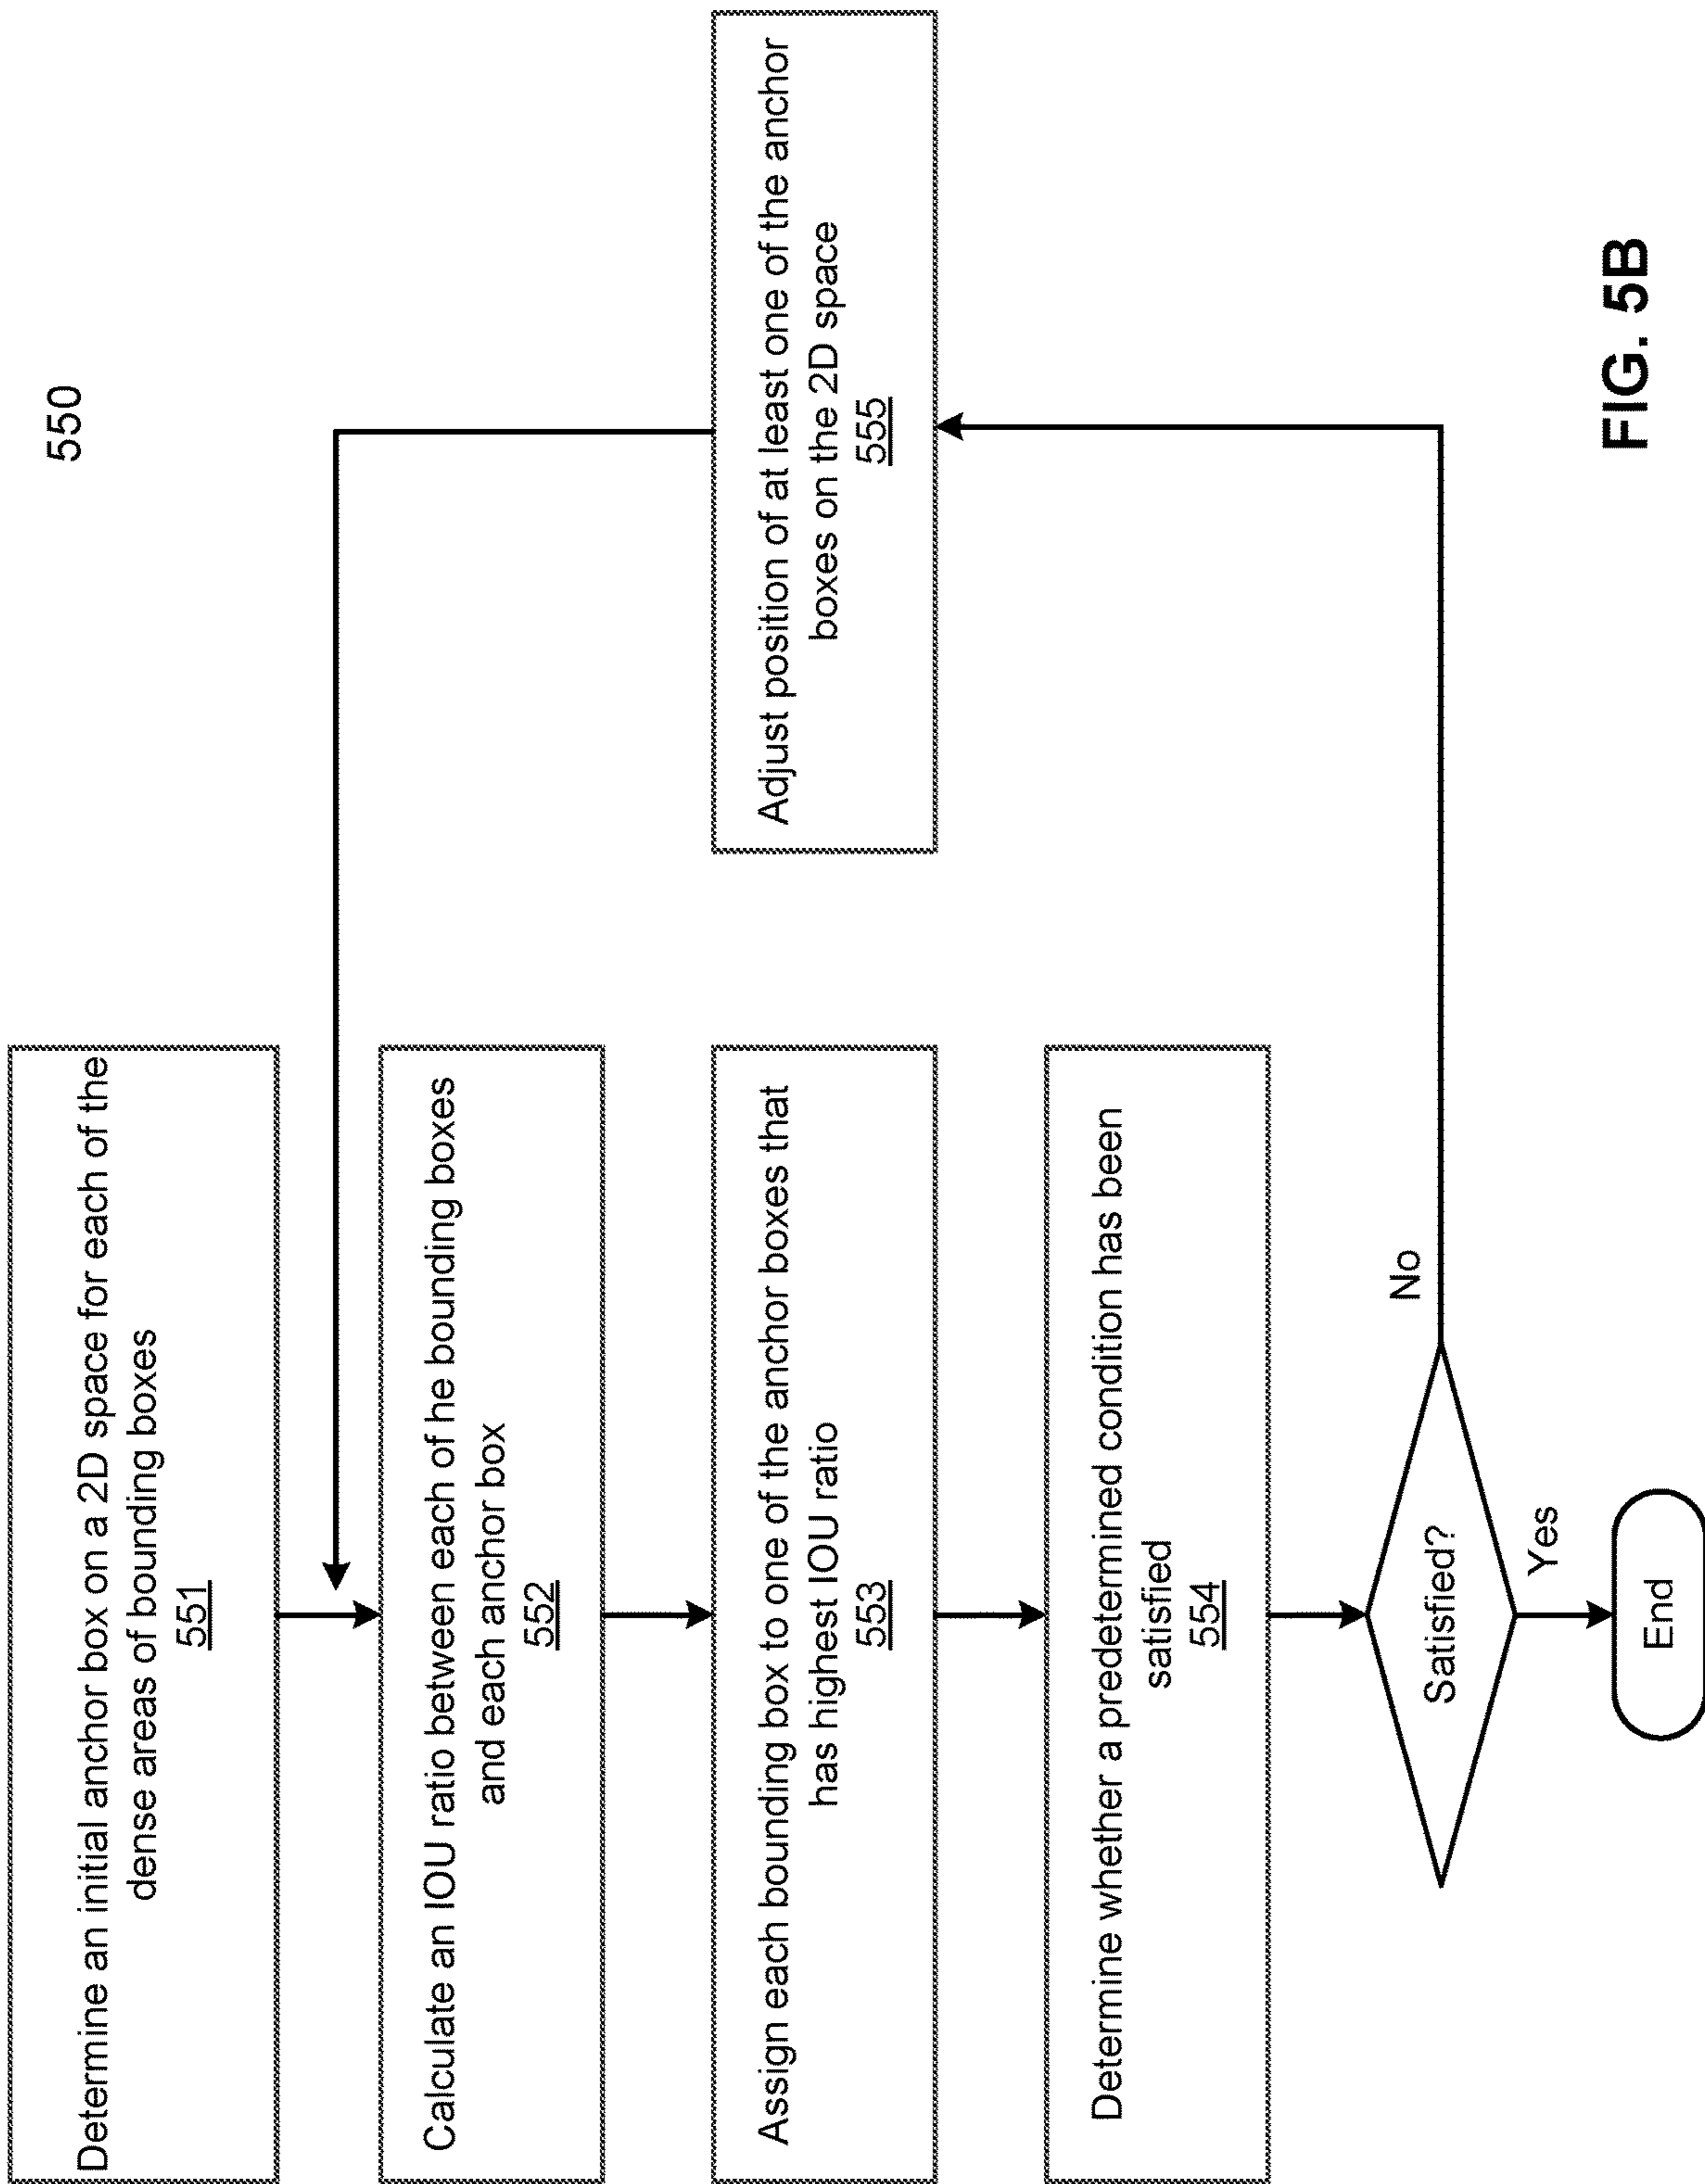 550
Determine an initial anchor box on a 2D space for each of the
dense areas of bounding boxes
551
Calculate an IOU ratio between each of he bounding boxes
and each anchor box
552
Assign each bounding box to one of the anchor boxes that
has highest IOU ratio
553
Determine whether a predetermined condition has been
satisfied
554
Satisfied?
No
Yes
End
Adjust position of at least one of the anchor
boxes on the 2D space
555
FIG. 5B